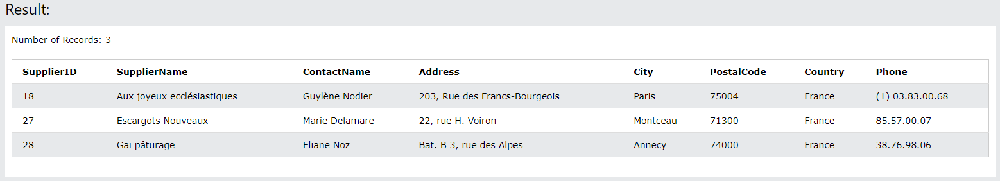 Result:
Number of Records: 3
SupplierID SupplierName ContactName Address City PostalCode Country Phone
18 Aux joyeux ecclésiastiques Guylène Nodier 203, Rue des Francs-Bourgeois Paris 75004 France (1) 03.83.00.68
27 Escargots Nouveaux Marie Delamare 22, rue H. Voiron Montceau 71300 France 85.57.00.07
28 Gai pâturage Eliane Noz Bat. B 3, rue des Alpes Annecy 74000 France 38.76.98.06